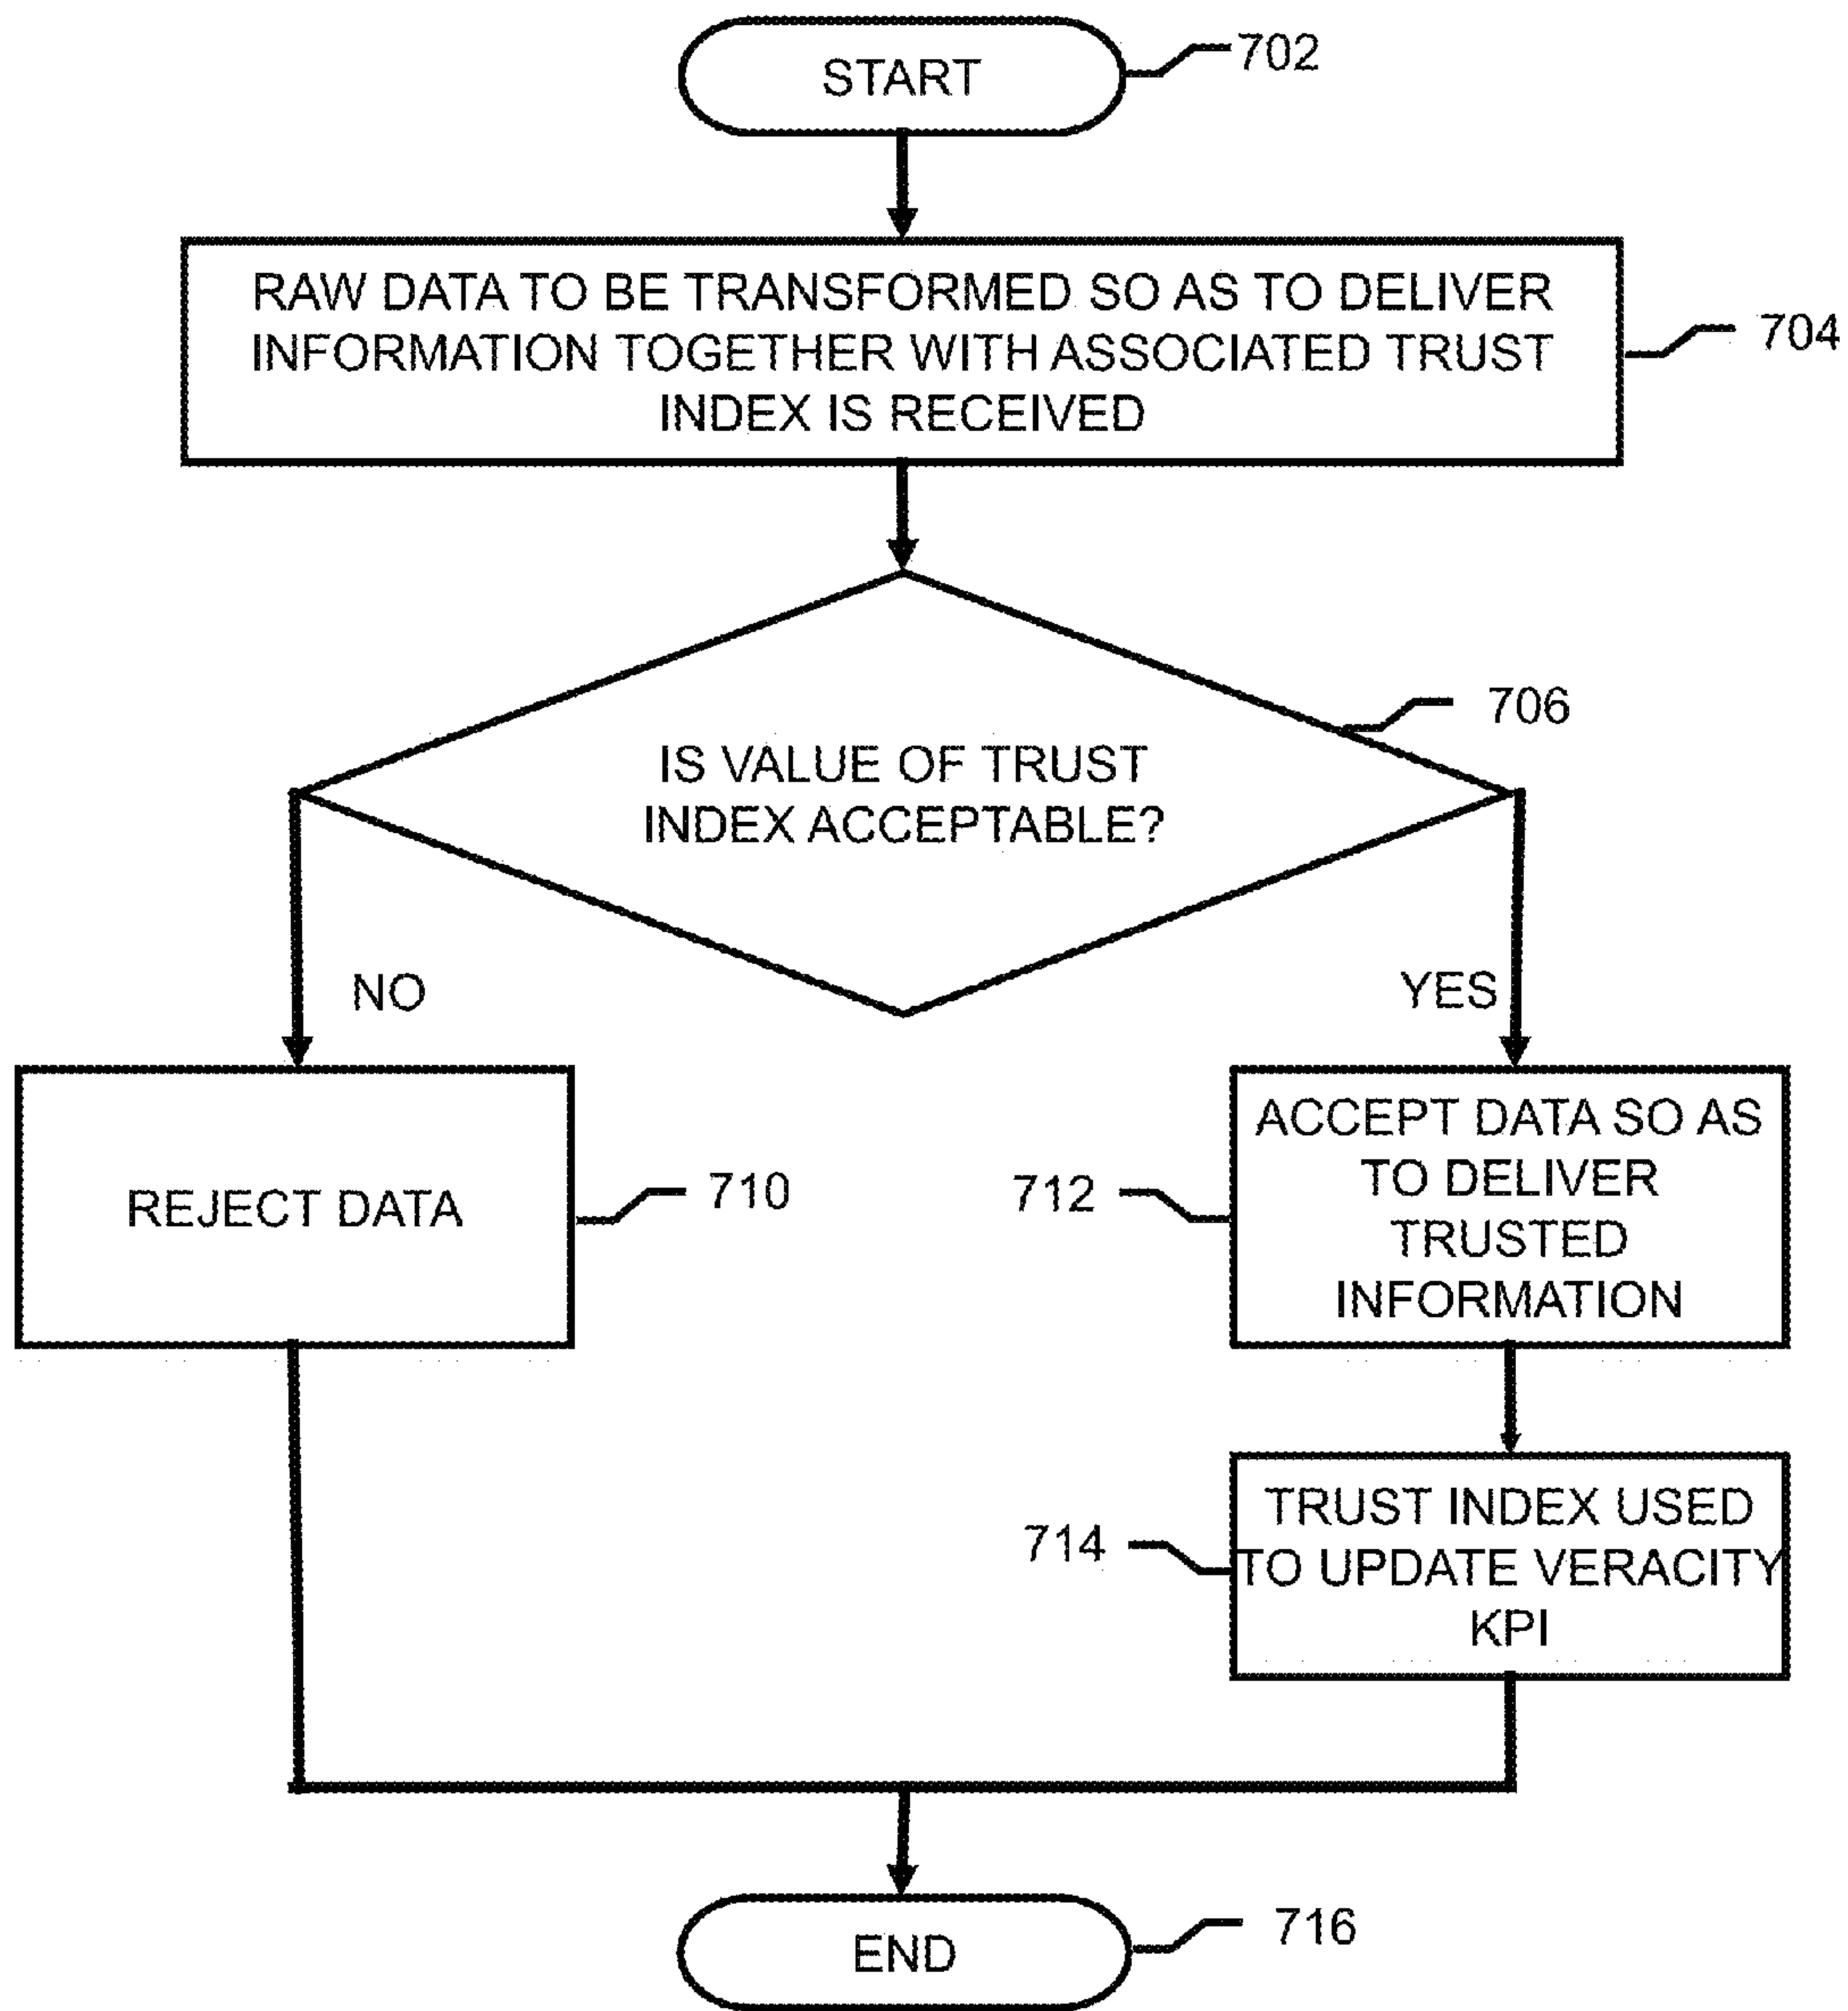 START
702
RAW DATA TO BE TRANSFORMED SO AS TO DELIVER
INFORMATION TOGETHER WITH ASSOCIATED TRUST
INDEX IS RECEIVED
704
706
IS VALUE OF TRUST
INDEX ACCEPTABLE?
NO
YES
REJECT DATA
710
712
ACCEPT DATA SO AS
TO DELIVER
TRUSTED
INFORMATION
714
TRUST INDEX USED
TO UPDATE VERACITY
KPI
END
716